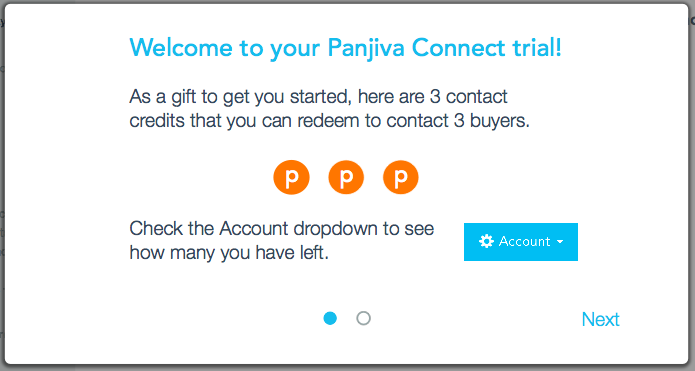 Welcome to your Panjiva Connect trial!
As a gift to get you started, here are 3 contact
credits that you can redeem to contact 3 buyers.
p p p
Check the Account dropdown to see
how many you have left.
Account
Next